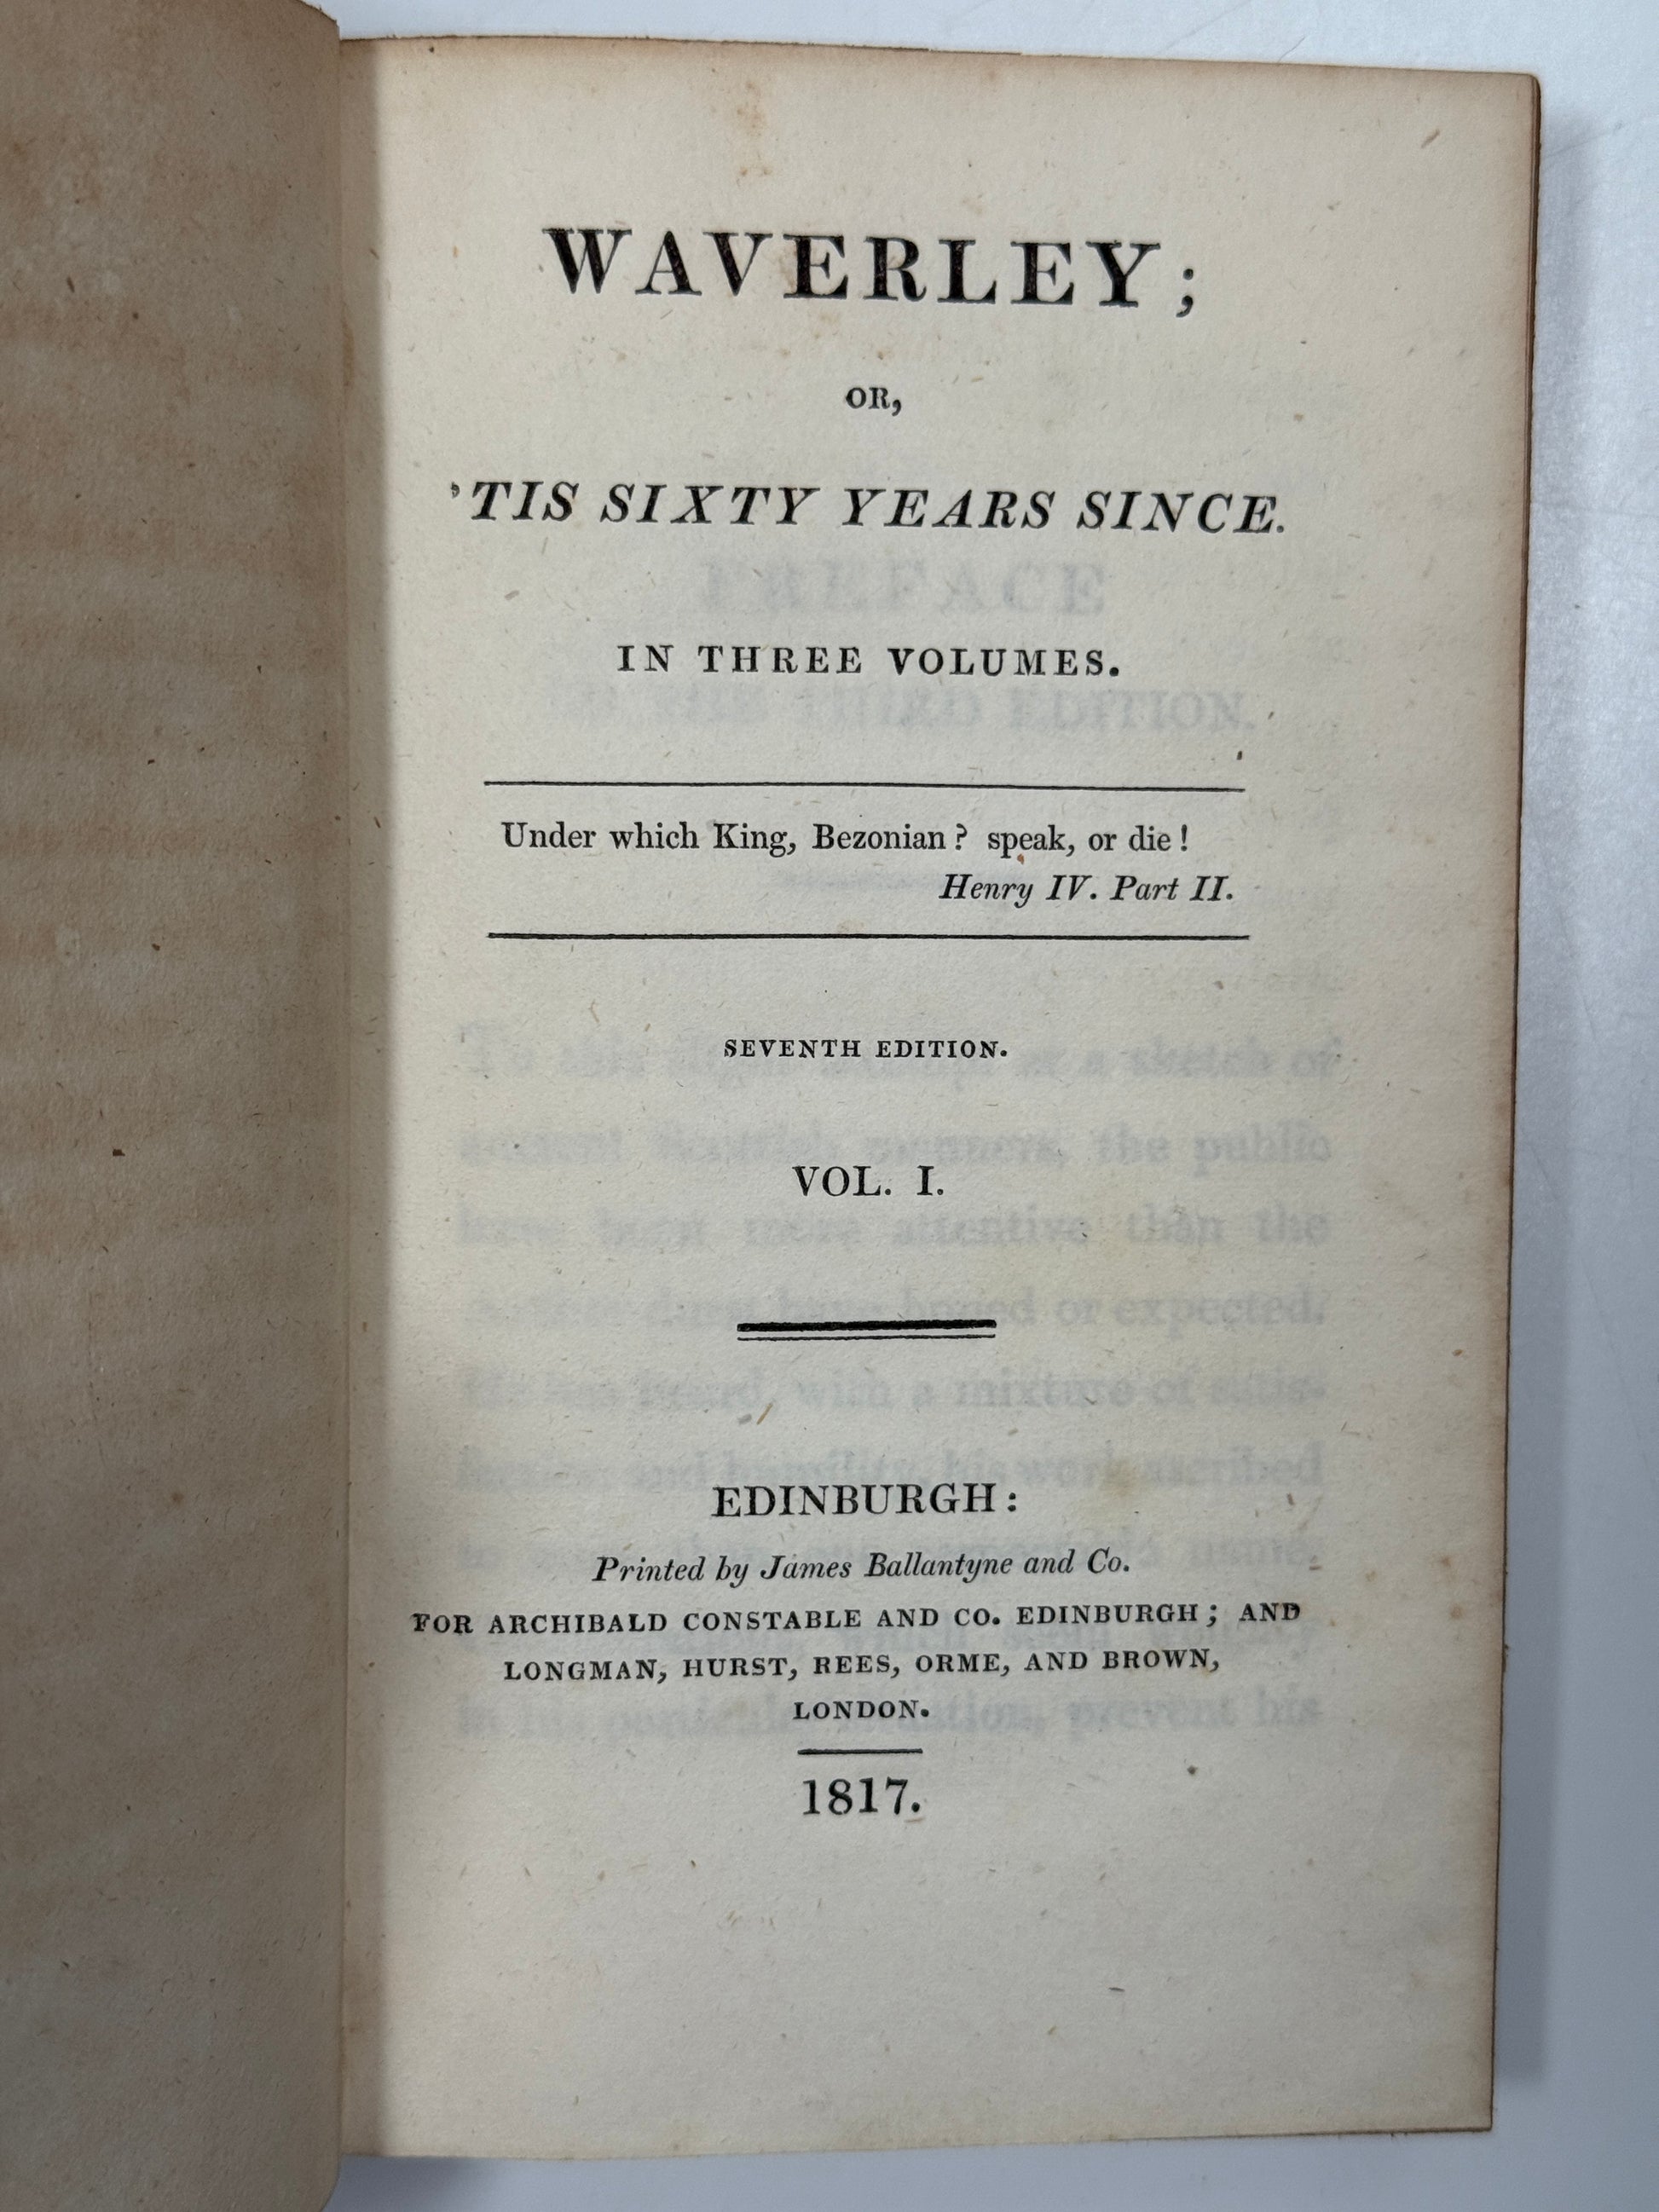 WAVERLEY;
OR,
'TIS SIXTY YEARS SINCE.
IN THREE VOLUMES.
Under which King, Bezonian? speak, or die!
Henry IV. Part II.
SEVENTH EDITION.
VOL. I.
EDINBURGH:
Printed by James Ballantyne and Co.
FOR ARCHIBALD CONSTABLE AND CO. EDINBURGH; AND
LONGMAN, HURST, REES, ORME, AND BROWN,
LONDON.
1817.